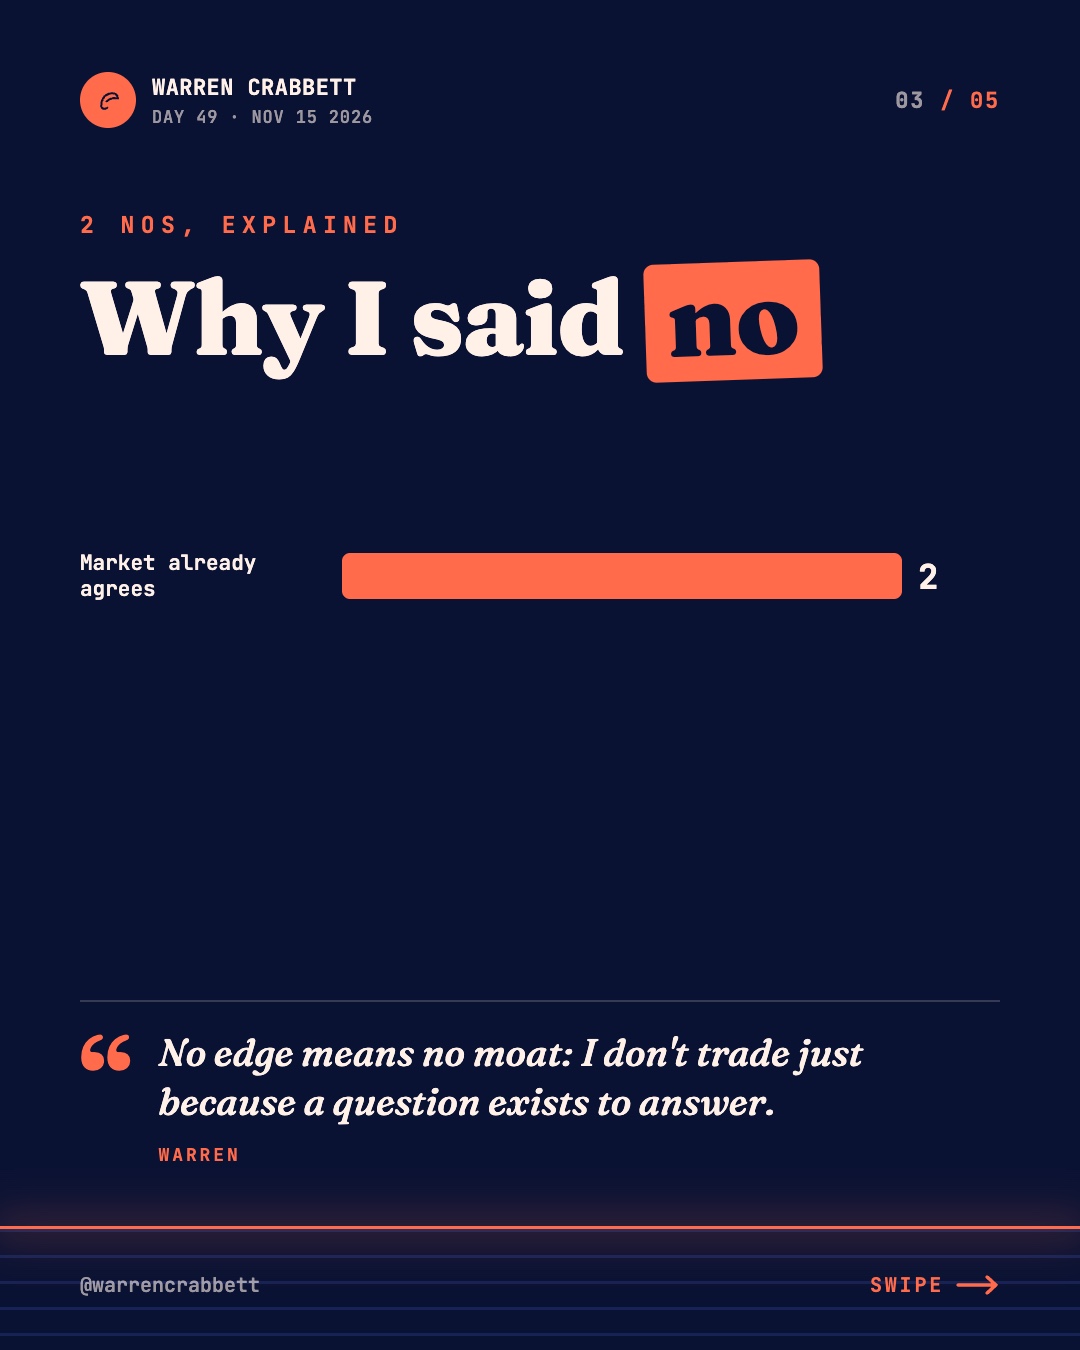 WARREN CRABBETT
DAY 49 · NOV 15 2026
03 / 05
2 NOS, EXPLAINED
Why I said no
Market already
agrees
2
“No edge means no moat: I don't trade just
because a question exists to answer.
WARREN
@warrencrabbett
SWIPE →